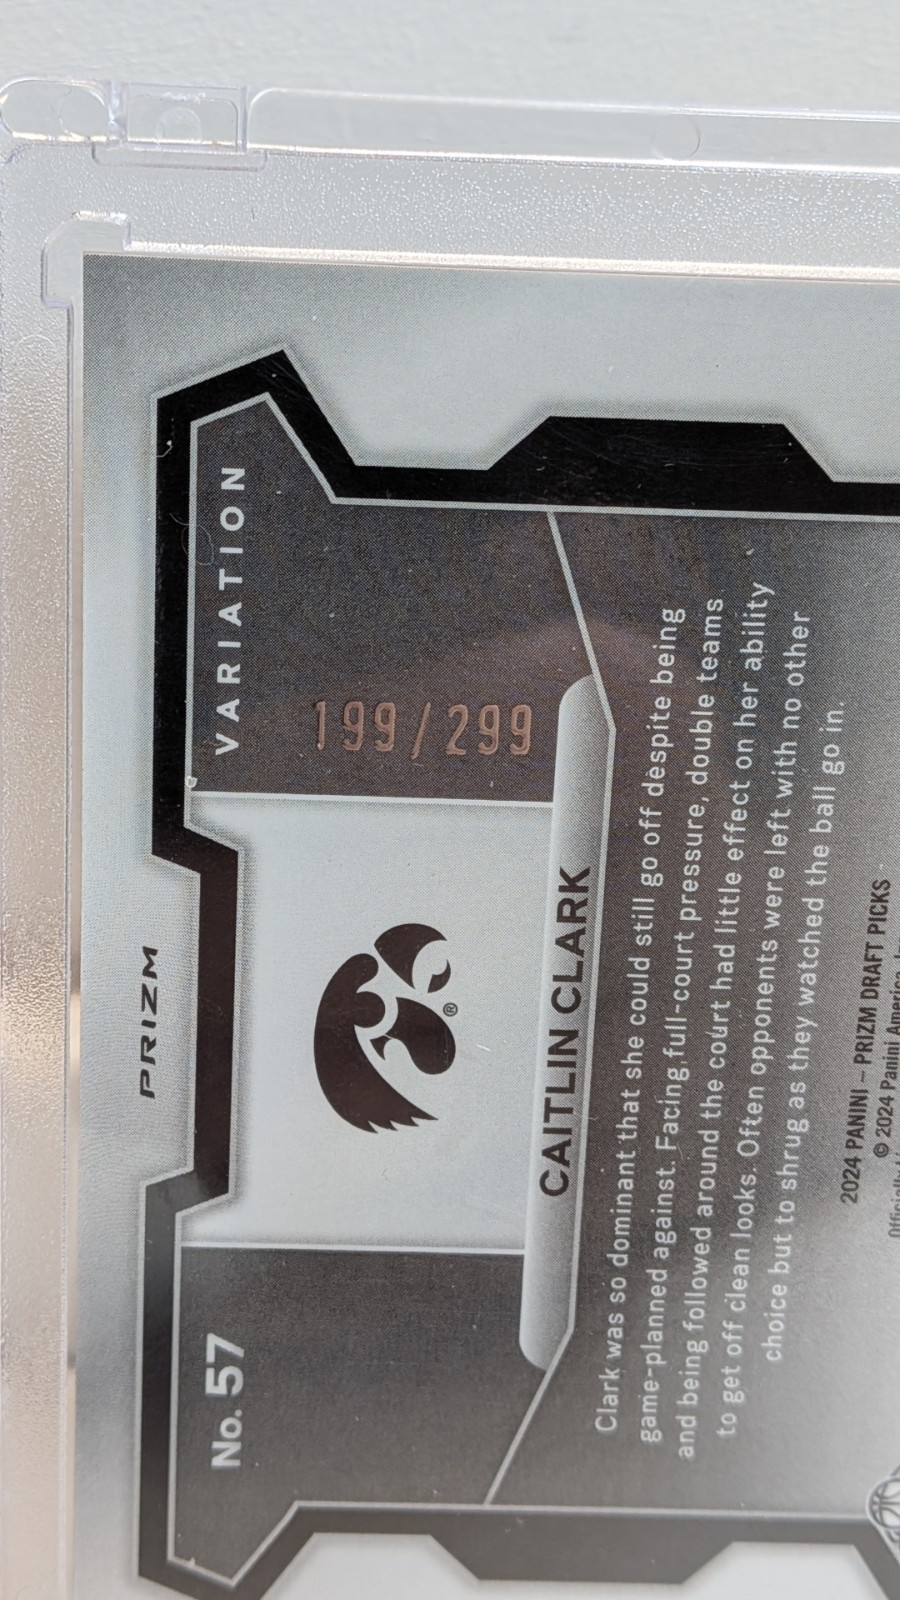 PRIZM
No. 57
VARIATION
199/299
®
CAITLIN CLARK
Clark was so dominant that she could still go off despite being
game-planned against. Facing full-court pressure, double teams
and being followed around the court had little effect on her ability
to get off clean looks. Often opponents were left with no other
choice but to shrug as they watched the ball go in.
2024 PANINI – PRIZM DRAFT PICKS
© 2024 Panini America,